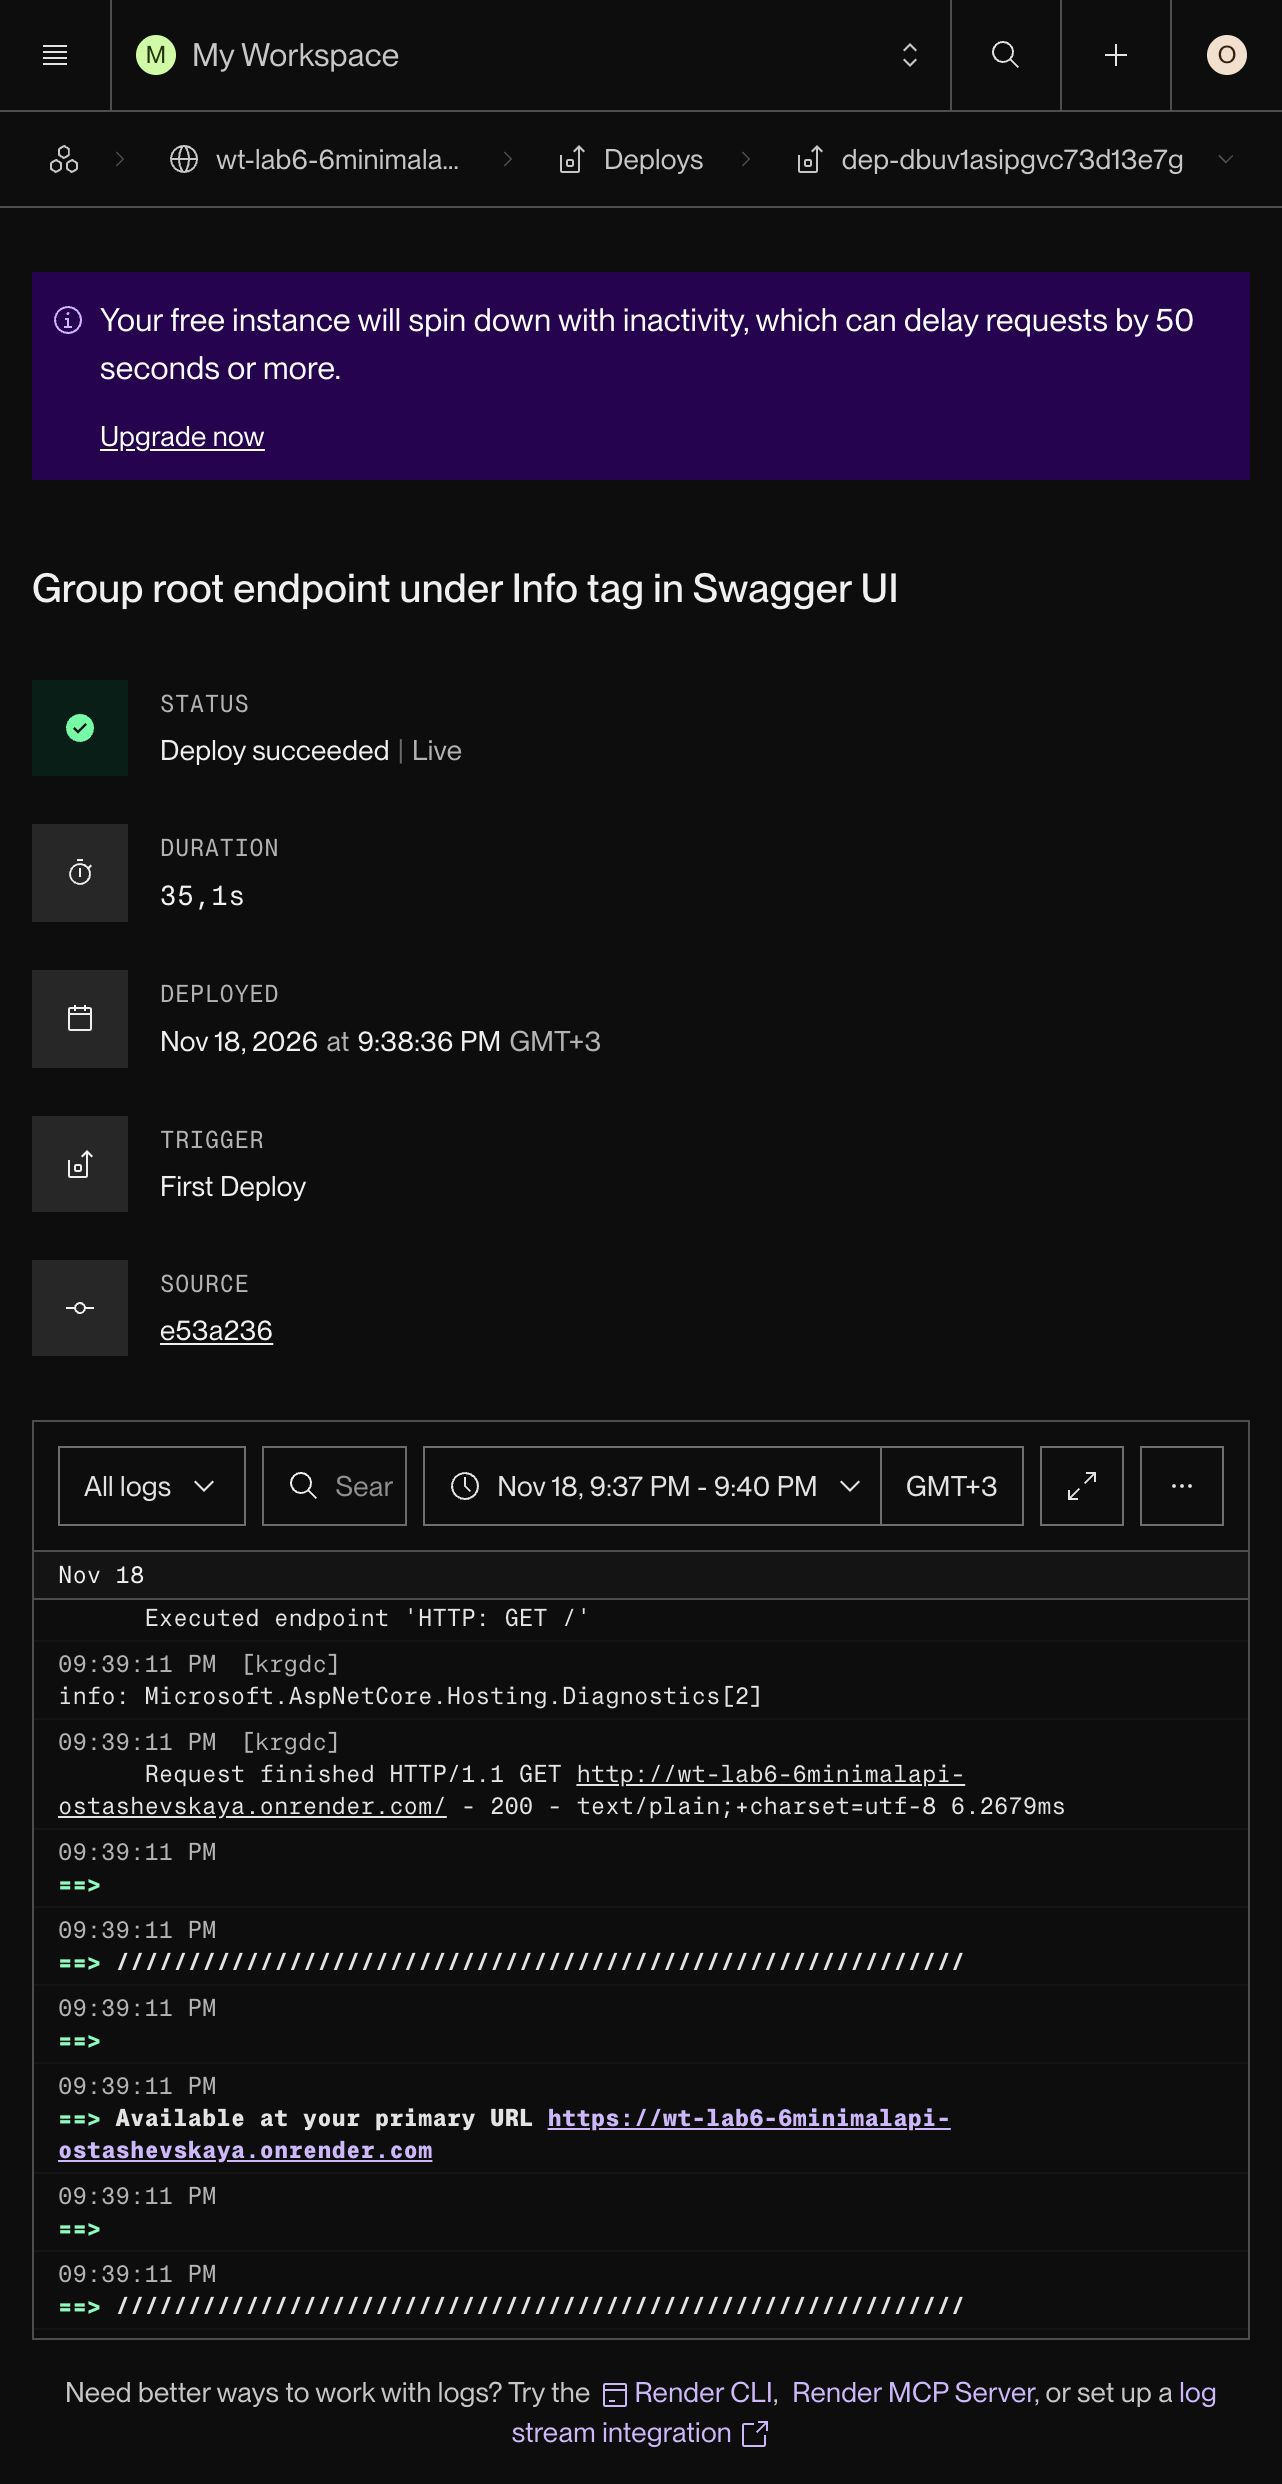 M My Workspace O
wt-lab6-6minimala... Deploys dep-dbuv1asipgvc73d13e7g
Your free instance will spin down with inactivity, which can delay requests by 50
seconds or more.
Upgrade now
Group root endpoint under Info tag in Swagger UI
STATUS
Deploy succeeded | Live
DURATION
35,1s
DEPLOYED
Nov 18, 2026 at 9:38:36 PM GMT+3
TRIGGER
First Deploy
SOURCE
e53a236
All logs Sear Nov 18, 9:37 PM - 9:40 PM GMT+3 ...
Nov 18
Executed endpoint 'HTTP: GET /'
09:39:11 PM [krgdc]
info: Microsoft.AspNetCore.Hosting.Diagnostics[2]
09:39:11 PM [krgdc]
Request finished HTTP/1.1 GET http://wt-lab6-6minimalapi-
ostashevskaya.onrender.com/ - 200 - text/plain;+charset=utf-8 6.2679ms
09:39:11 PM
==>
09:39:11 PM
==> ///////////////////////////////////////////////////////////
09:39:11 PM
==>
09:39:11 PM
==> Available at your primary URL https://wt-lab6-6minimalapi-
ostashevskaya.onrender.com
09:39:11 PM
==>
09:39:11 PM
==> ///////////////////////////////////////////////////////////
Need better ways to work with logs? Try the Render CLI, Render MCP Server, or set up a log
stream integration